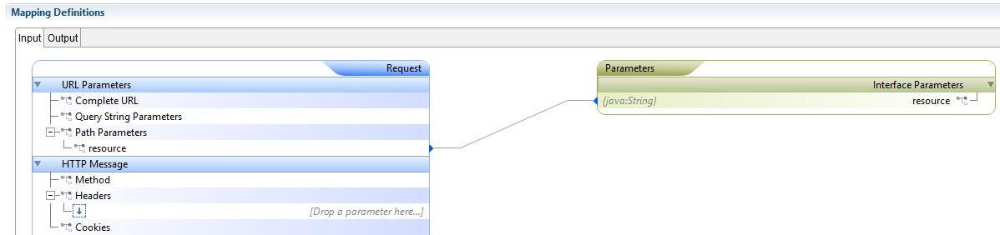 Mapping Definitions
Input Output
Request
URL Parameters
Complete URL
Query String Parameters
Path Parameters
resource
HTTP Message
Method
Headers
[Drop a parameter here...]
Cookies
Parameters
Interface Parameters
{java:String} resource